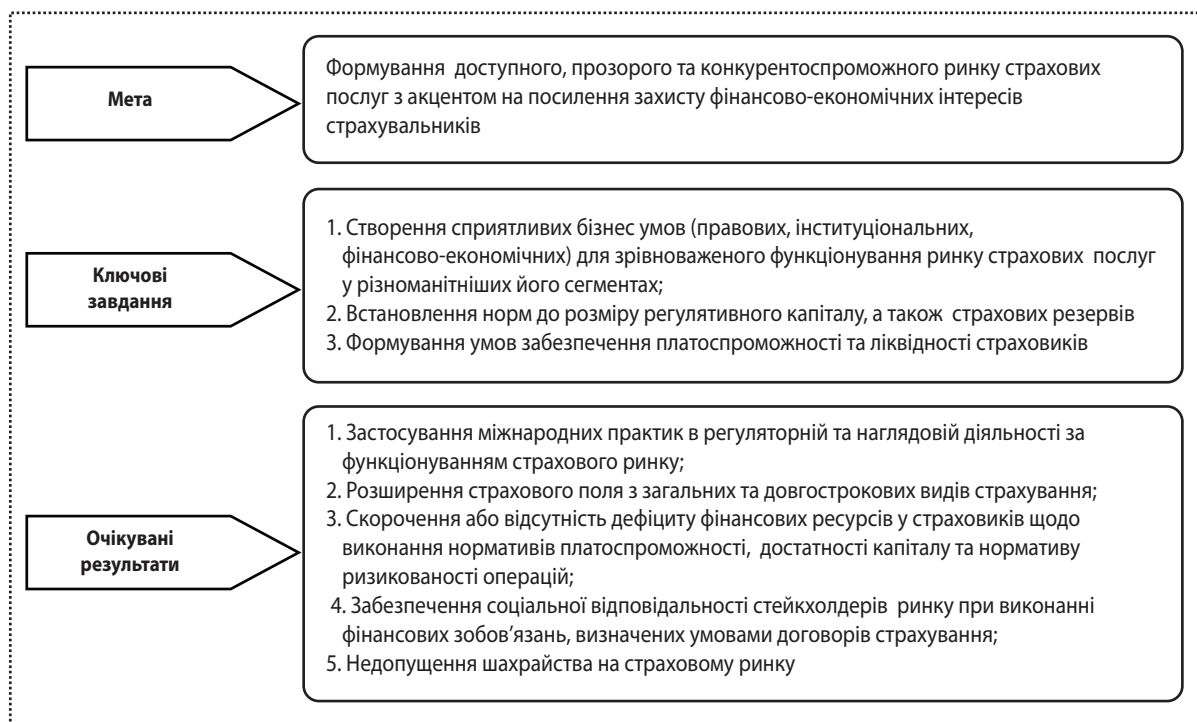 Мета
Формування доступного, прозорого та конкурентоспроможного ринку страхових
послуг з акцентом на посилення захисту фінансово-економічних інтересів
страхувальників
Ключові
завдання
1. Створення сприятливих бізнес умов (правових, інституціональних,
фінансово-економічних) для зрівноваженого функціонування ринку страхових послуг
у різноманітніших його сегментах;
2. Встановлення норм до розміру регулятивного капіталу, а також страхових резервів
3. Формування умов забезпечення платоспроможності та ліквідності страховиків
Очікувані
результати
1. Застосування міжнародних практик в регуляторній та наглядовій діяльності за
функціонуванням страхового ринку;
2. Розширення страхового поля з загальних та довгострокових видів страхування;
3. Скорочення або відсутність дефіциту фінансових ресурсів у страховиків щодо
виконання нормативів платоспроможності, достатності капіталу та нормативу
ризикованості операцій;
4. Забезпечення соціальної відповідальності стейкхолдерів ринку при виконанні
фінансових зобов’язань, визначених умовами договорів страхування;
5. Недопущення шахрайства на страховому ринку